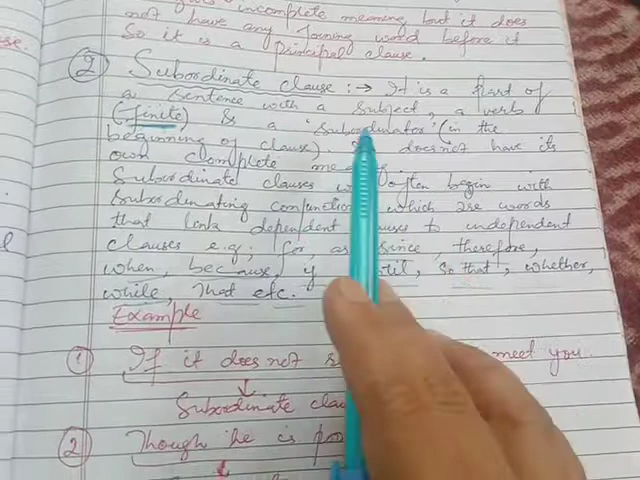 incomplete meaning but it does
not have any joining word before it
So it is a principal clause.
② Subordinate clause :→ It is a part of
a sentence with a subject, a verb
(finite) & a 'subordinator' (in the
beginning of clause). does not have its
own complete
Subordinate clauses often begin with
subordinating conjunction which are words
that link dependent clauses to independent
clauses e.g; for, as since, therefore,
when, because, if until, so that, whether,
while, that etc.
Example
① If it does not meet you.
Subordinate
② Though he is